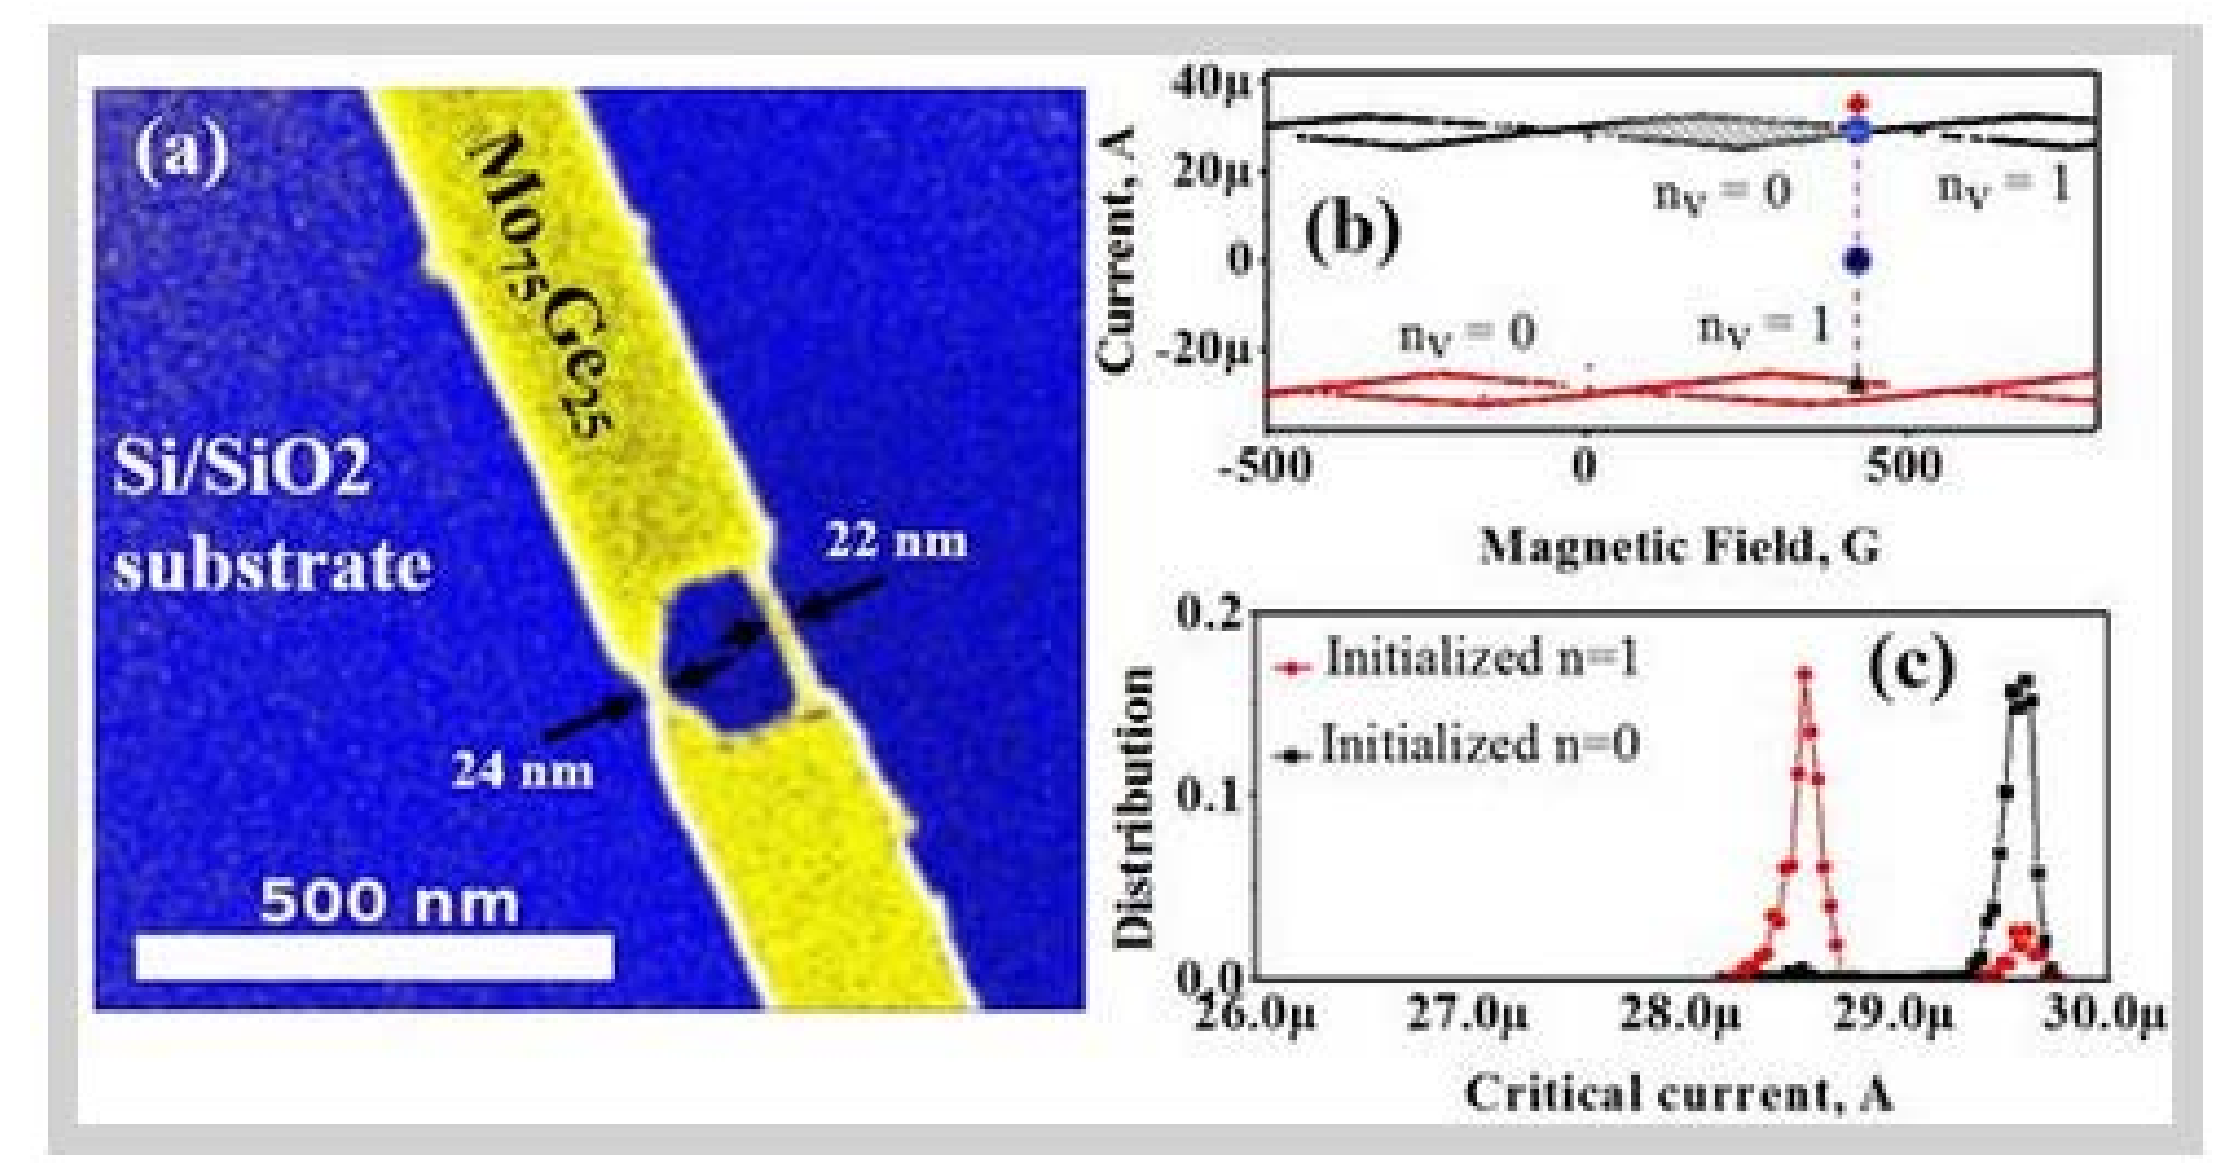 (a)
Mo₇₅Ge₂₅
Si/SiO2
substrate
22 nm
24 nm
500 nm
40μ
20μ
0
-20μ
Current, A
(b)
nV = 0
nV = 1
nV = 0
nV = 1
-500
0
500
Magnetic Field, G
0.2
0.1
0.0
Distribution
Initialized n=1
Initialized n=0
(c)
26.0μ
27.0μ
28.0μ
29.0μ
30.0μ
Critical current, A